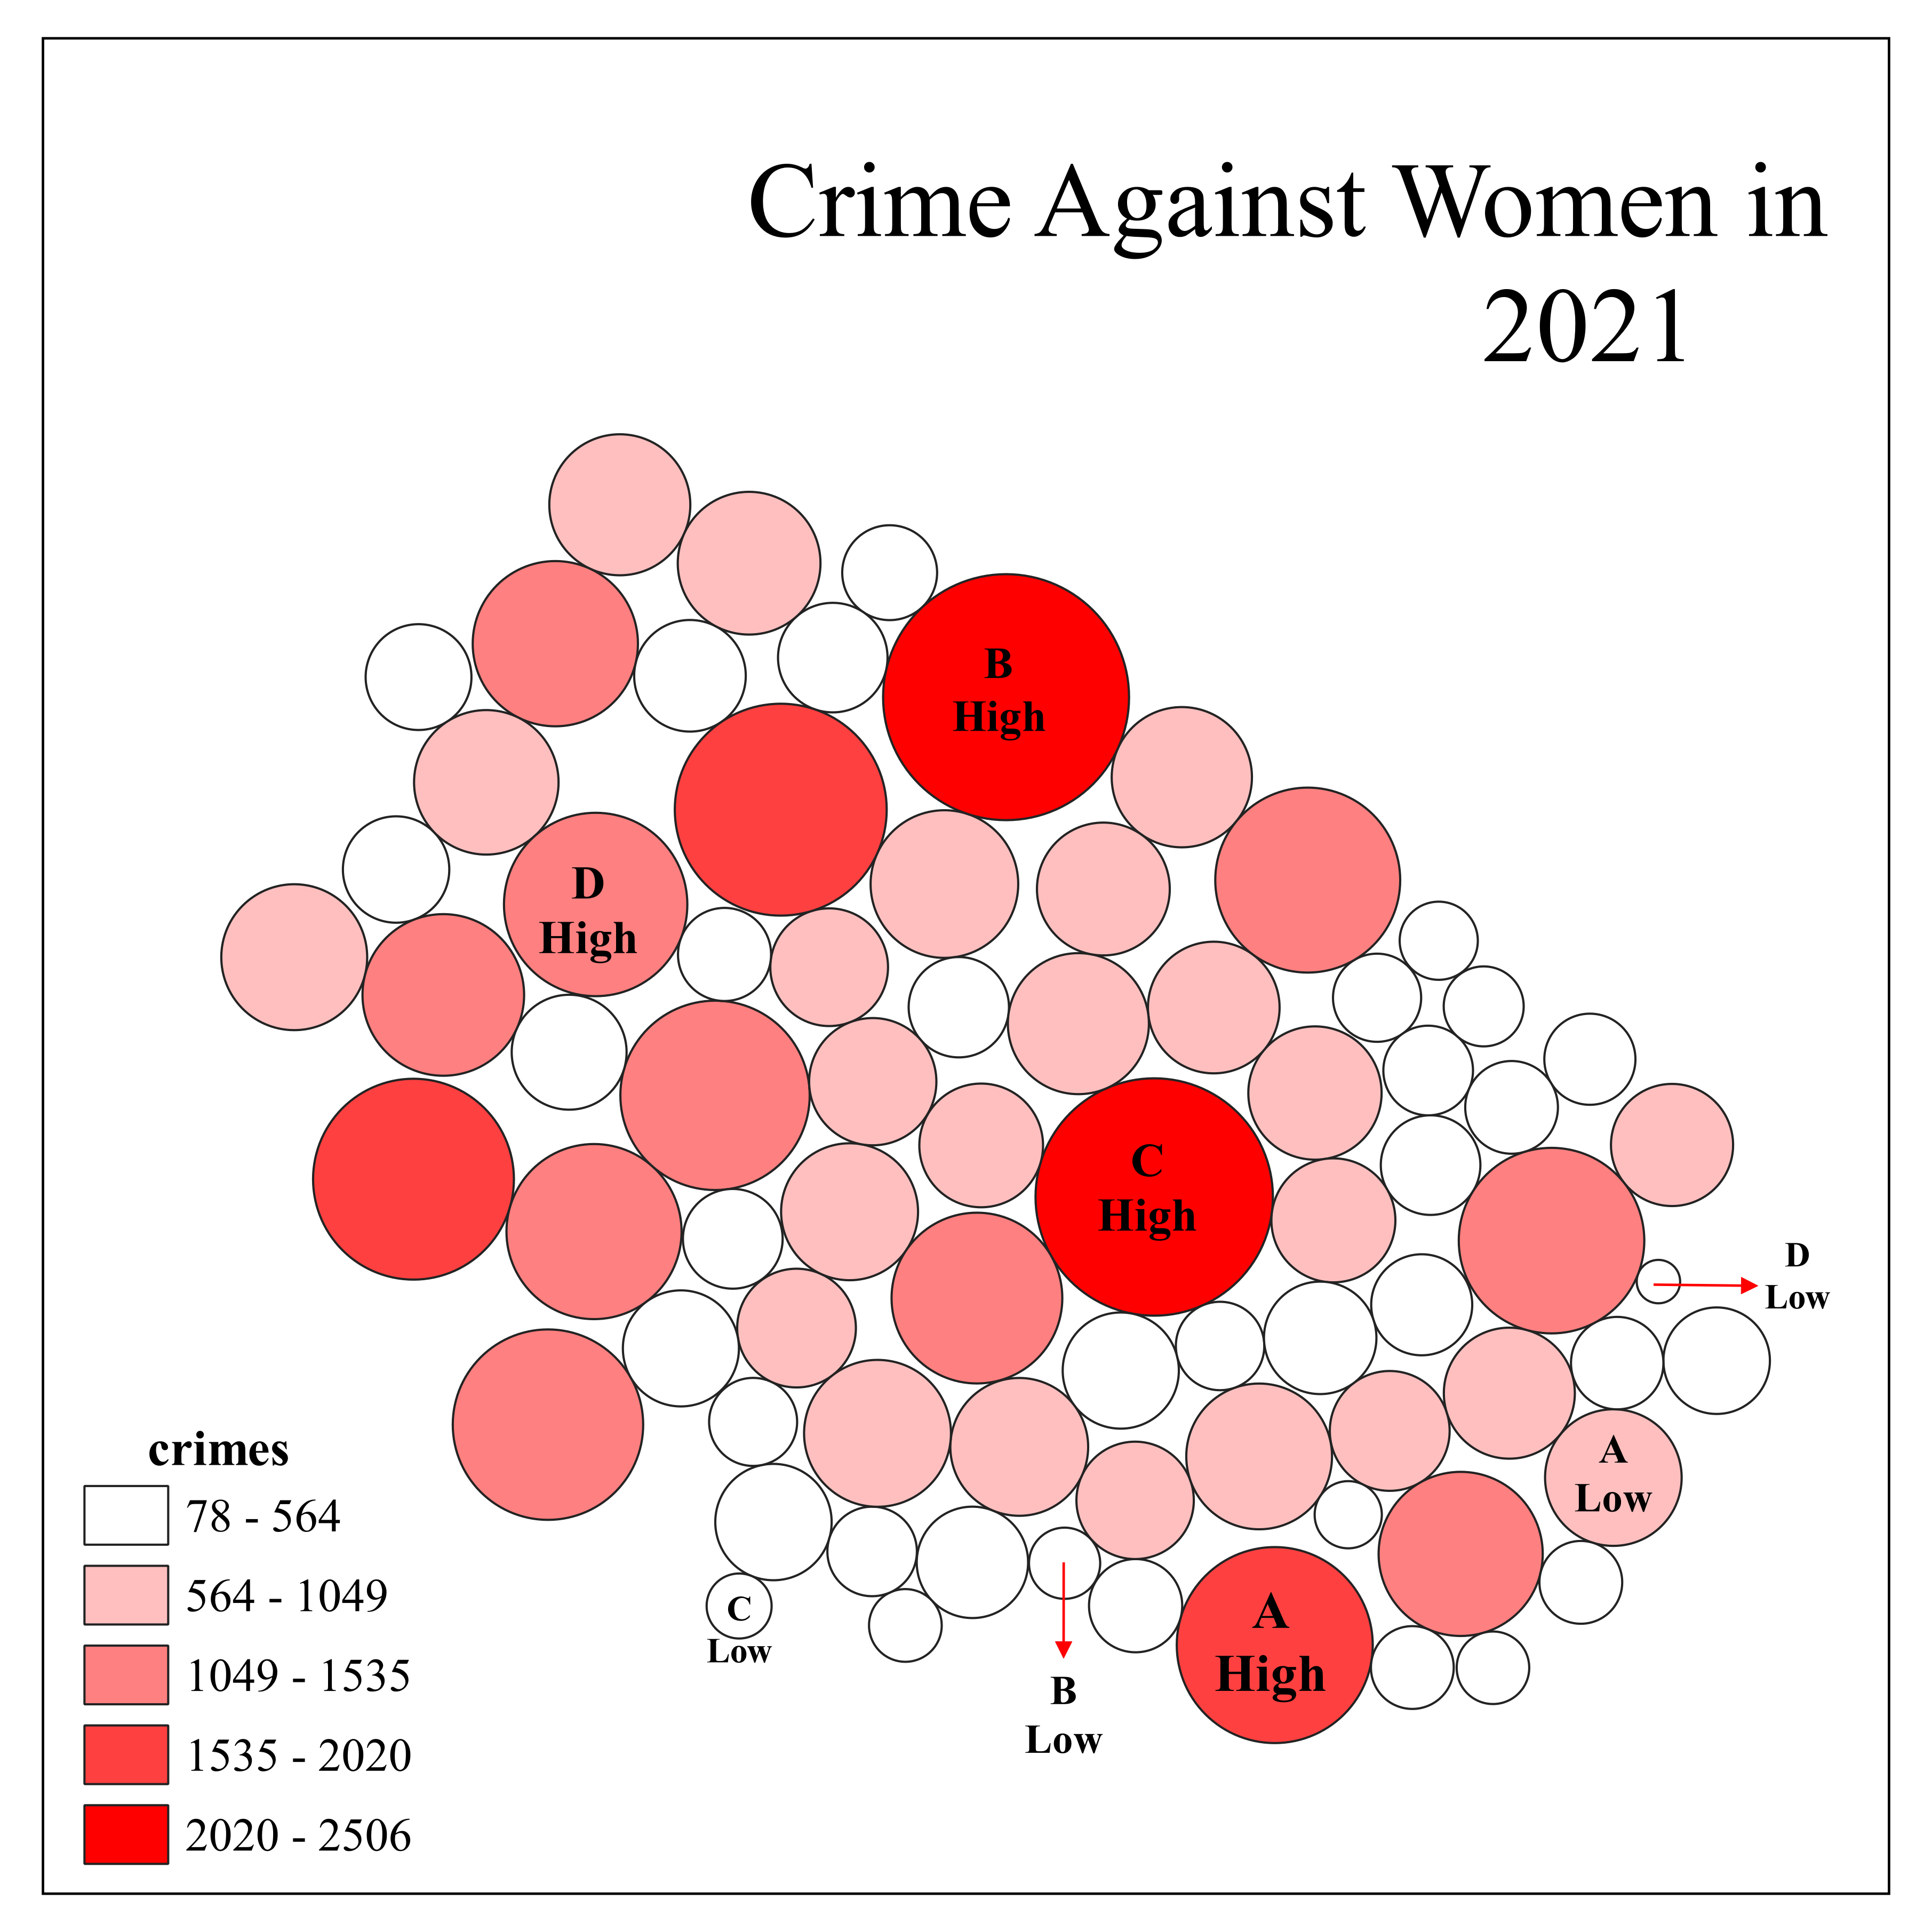 Crime Against Women in
2021
B
High
D
High
C
High
D
Low
A
Low
A
High
C
Low
B
Low
crimes
78 - 564
564 - 1049
1049 - 1535
1535 - 2020
2020 - 2506